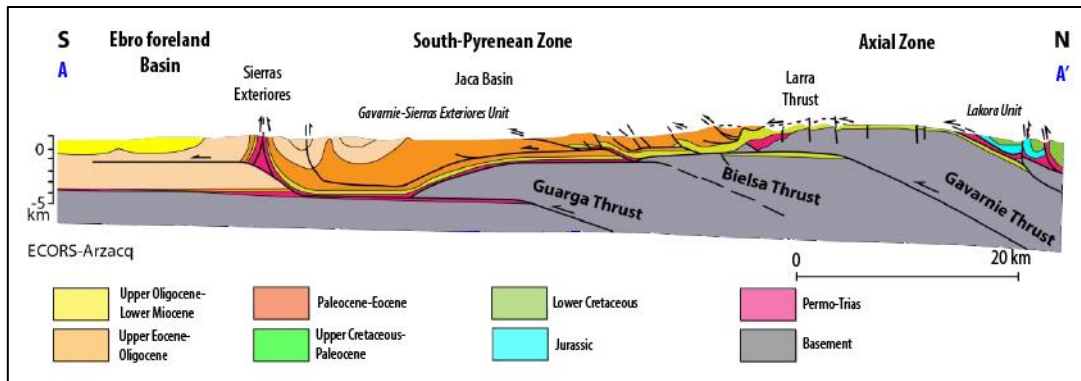 S
Ebro foreland
Basin
South-Pyrenean Zone
Axial Zone
N
A
Sierras
Exteriores
Jaca Basin
Larra
Thrust
A'
Gavarnie-Sierras Exteriores Unit
Lakora Unit
0
-5
km
Guarga Thrust
Bielsa Thrust
Gavarnie Thrust
ECORS-Arzacq
0
20 km
Upper Oligocene-
Lower Miocene
Paleocene-Eocene
Lower Cretaceous
Permo-Trias
Upper Eocene-
Oligocene
Upper Cretaceous-
Paleocene
Jurassic
Basement